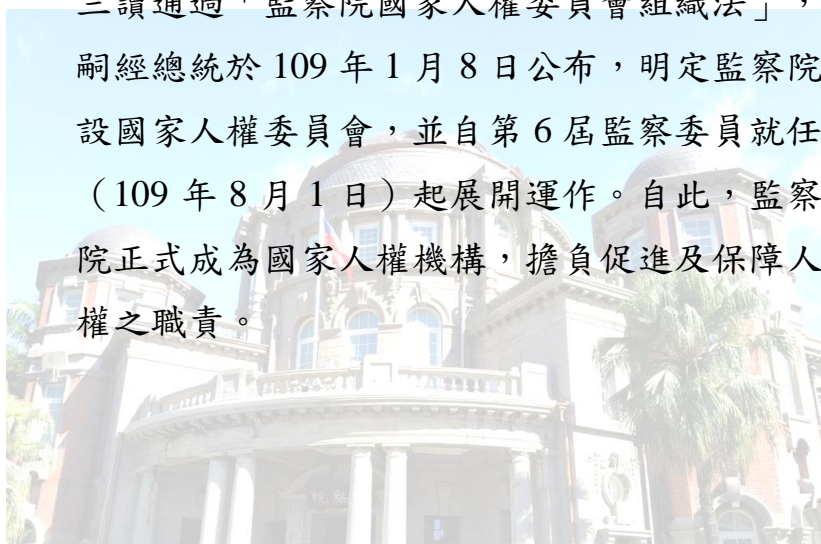 三讀通過「監察院國家人權委員會組織法」，
嗣經總統於 109 年 1 月 8 日公布，明定監察院
設國家人權委員會，並自第 6 屆監察委員就任
（109 年 8 月 1 日）起展開運作。自此，監察
院正式成為國家人權機構，擔負促進及保障人
權之職責。
院察